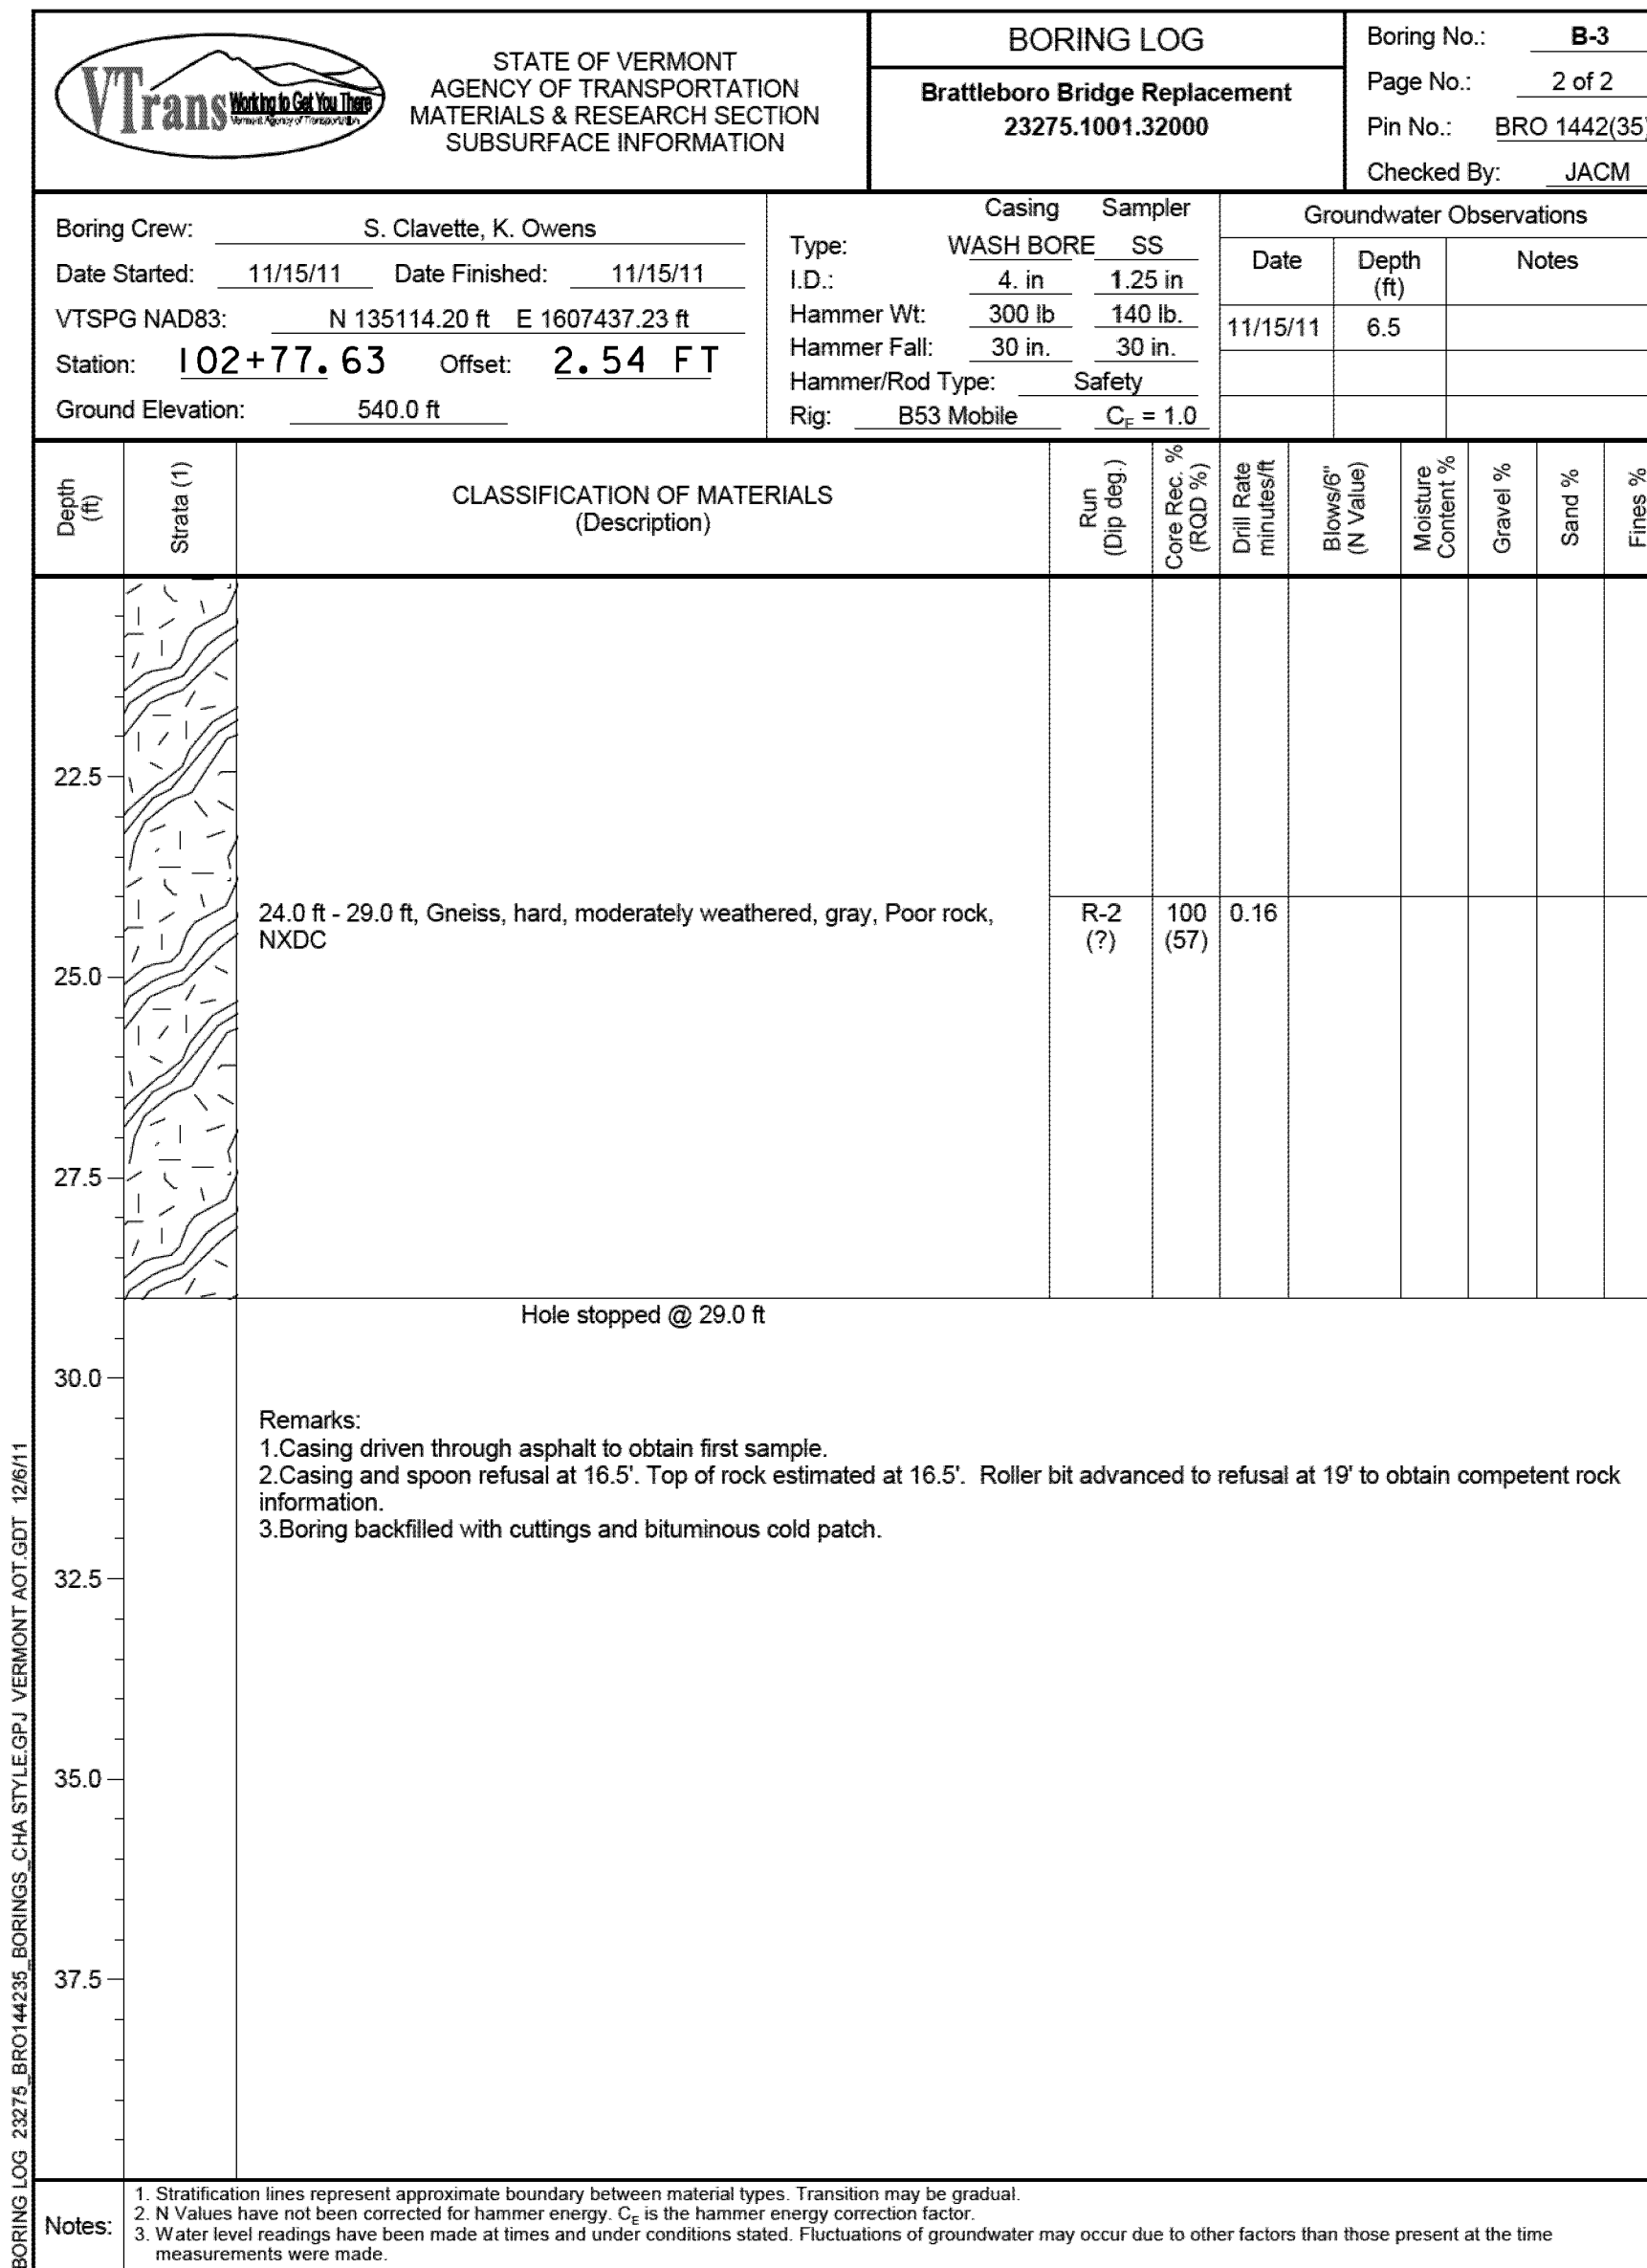 VTrans Working to Get You There
Vermont Agency of Transportation
STATE OF VERMONT
AGENCY OF TRANSPORTATION
MATERIALS & RESEARCH SECTION
SUBSURFACE INFORMATION
BORING LOG
Brattleboro Bridge Replacement
23275.1001.32000
Boring No.: B-3
Page No.: 2 of 2
Pin No.: BRO 1442(35)
Checked By: JACM
Boring Crew: S. Clavette, K. Owens
Date Started: 11/15/11 Date Finished: 11/15/11
VTSPG NAD83: N 135114.20 ft E 1607437.23 ft
Station: 102+77.63 Offset: 2.54 FT
Ground Elevation: 540.0 ft
Casing Sampler
Type: WASH BORE SS
I.D.: 4. in 1.25 in
Hammer Wt: 300 lb 140 lb.
Hammer Fall: 30 in. 30 in.
Hammer/Rod Type: Safety
Rig: B53 Mobile CE = 1.0
Groundwater Observations
Date Depth (ft) Notes
11/15/11 6.5
Depth (ft)
Strata (1)
CLASSIFICATION OF MATERIALS
(Description)
Run (Dip deg.)
Core Rec. % (RQD %)
Drill Rate minutes/ft
Blows/6" (N Value)
Moisture Content %
Gravel %
Sand %
Fines %
22.5
24.0 ft - 29.0 ft, Gneiss, hard, moderately weathered, gray, Poor rock, R-2 100 0.16
NXDC (?) (57)
25.0
27.5
Hole stopped @ 29.0 ft
30.0
Remarks:
1.Casing driven through asphalt to obtain first sample.
2.Casing and spoon refusal at 16.5'. Top of rock estimated at 16.5'. Roller bit advanced to refusal at 19' to obtain competent rock
information.
3.Boring backfilled with cuttings and bituminous cold patch.
32.5
35.0
37.5
BORING LOG 23275_BRO144235_BORINGS_CHA STYLE.GPJ VERMONT AOT.GDT 12/6/11
Notes:
1. Stratification lines represent approximate boundary between material types. Transition may be gradual.
2. N Values have not been corrected for hammer energy. CE is the hammer energy correction factor.
3. Water level readings have been made at times and under conditions stated. Fluctuations of groundwater may occur due to other factors than those present at the time
measurements were made.